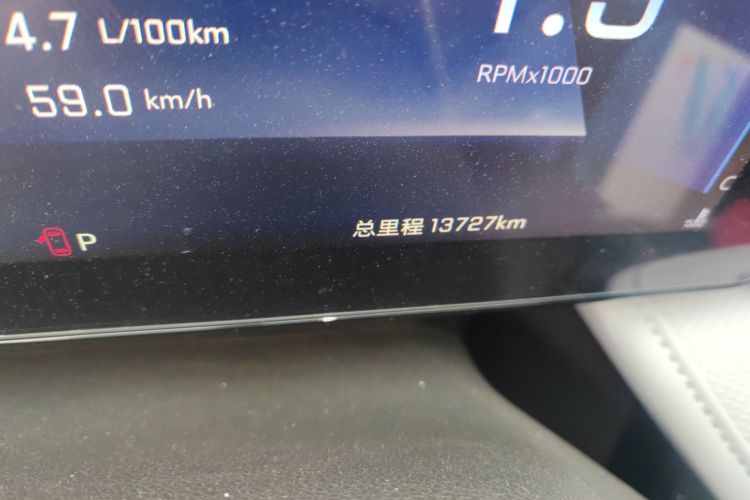 4.7 L/100km
RPMx1000
59.0 km/h
P
总里程 13727km